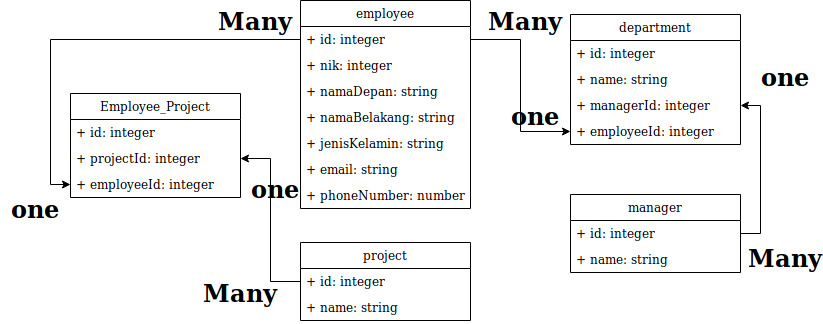 Many
employee
+ id: integer
+ nik: integer
+ namaDepan: string
+ namaBelakang: string
+ jenisKelamin: string
+ email: string
+ phoneNumber: number
Many
department
+ id: integer
+ name: string
+ managerId: integer
+ employeeId: integer
one
one
Employee_Project
+ id: integer
+ projectId: integer
+ employeeId: integer
one
one
manager
+ id: integer
+ name: string
Many
project
+ id: integer
+ name: string
Many